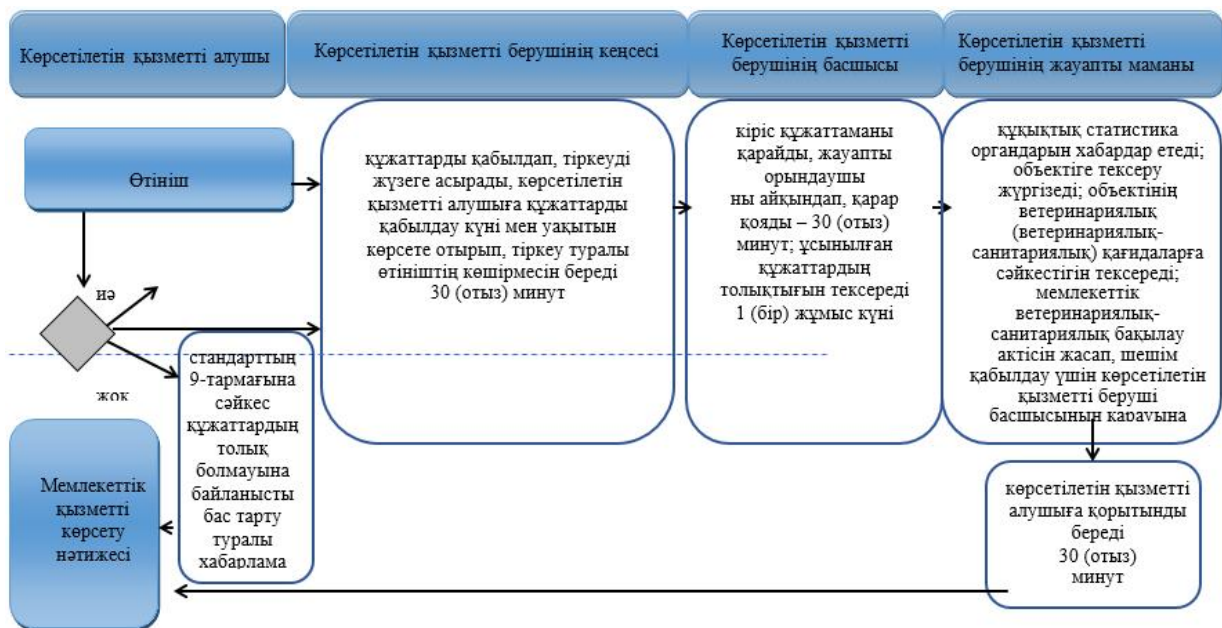 Көрсетілетін қызметті алушы
Көрсетілетін қызметті берушінің кеңсесі
Көрсетілетін қызметті
берушінің басшысы
Көрсетілетін қызметті
берушінің жауапты маманы
Өтініш
құжаттарды қабылдап, тіркеуді
жүзеге асырады, көрсетілетін
қызметті алушыға құжаттарды
қабылдау күні мен уақытын
көрсете отырып, тіркеу туралы
өтініштің көшірмесін береді
30 (отыз) минут
кіріс құжаттаманы
қарайды, жауапты
орындаушы
ны айқындап, қарар
қояды – 30 (отыз)
минут; ұсынылған
құжаттардың
толықтығын тексереді
1 (бір) жұмыс күні
құқықтық статистика
органдарын хабардар етеді;
объектіге тексеру
жүргізеді; объектінің
ветеринариялық
(ветеринариялық-
санитариялық) қағидаларға
сәйкестігін тексереді;
мемлекеттік
ветеринариялық-
санитариялық бақылау
актісін жасап, шешім
қабылдау үшін көрсетілетін
қызметті беруші
басшысының қарауына
иә
жоқ
стандарттың
9-тармағына
сәйкес
құжаттардың
толық
болмауына
байланысты
бас тарту
туралы
хабарлама
Мемлекеттік
қызметті
көрсету
нәтижесі
көрсетілетін қызметті
алушыға қорытынды
береді
30 (отыз)
минут